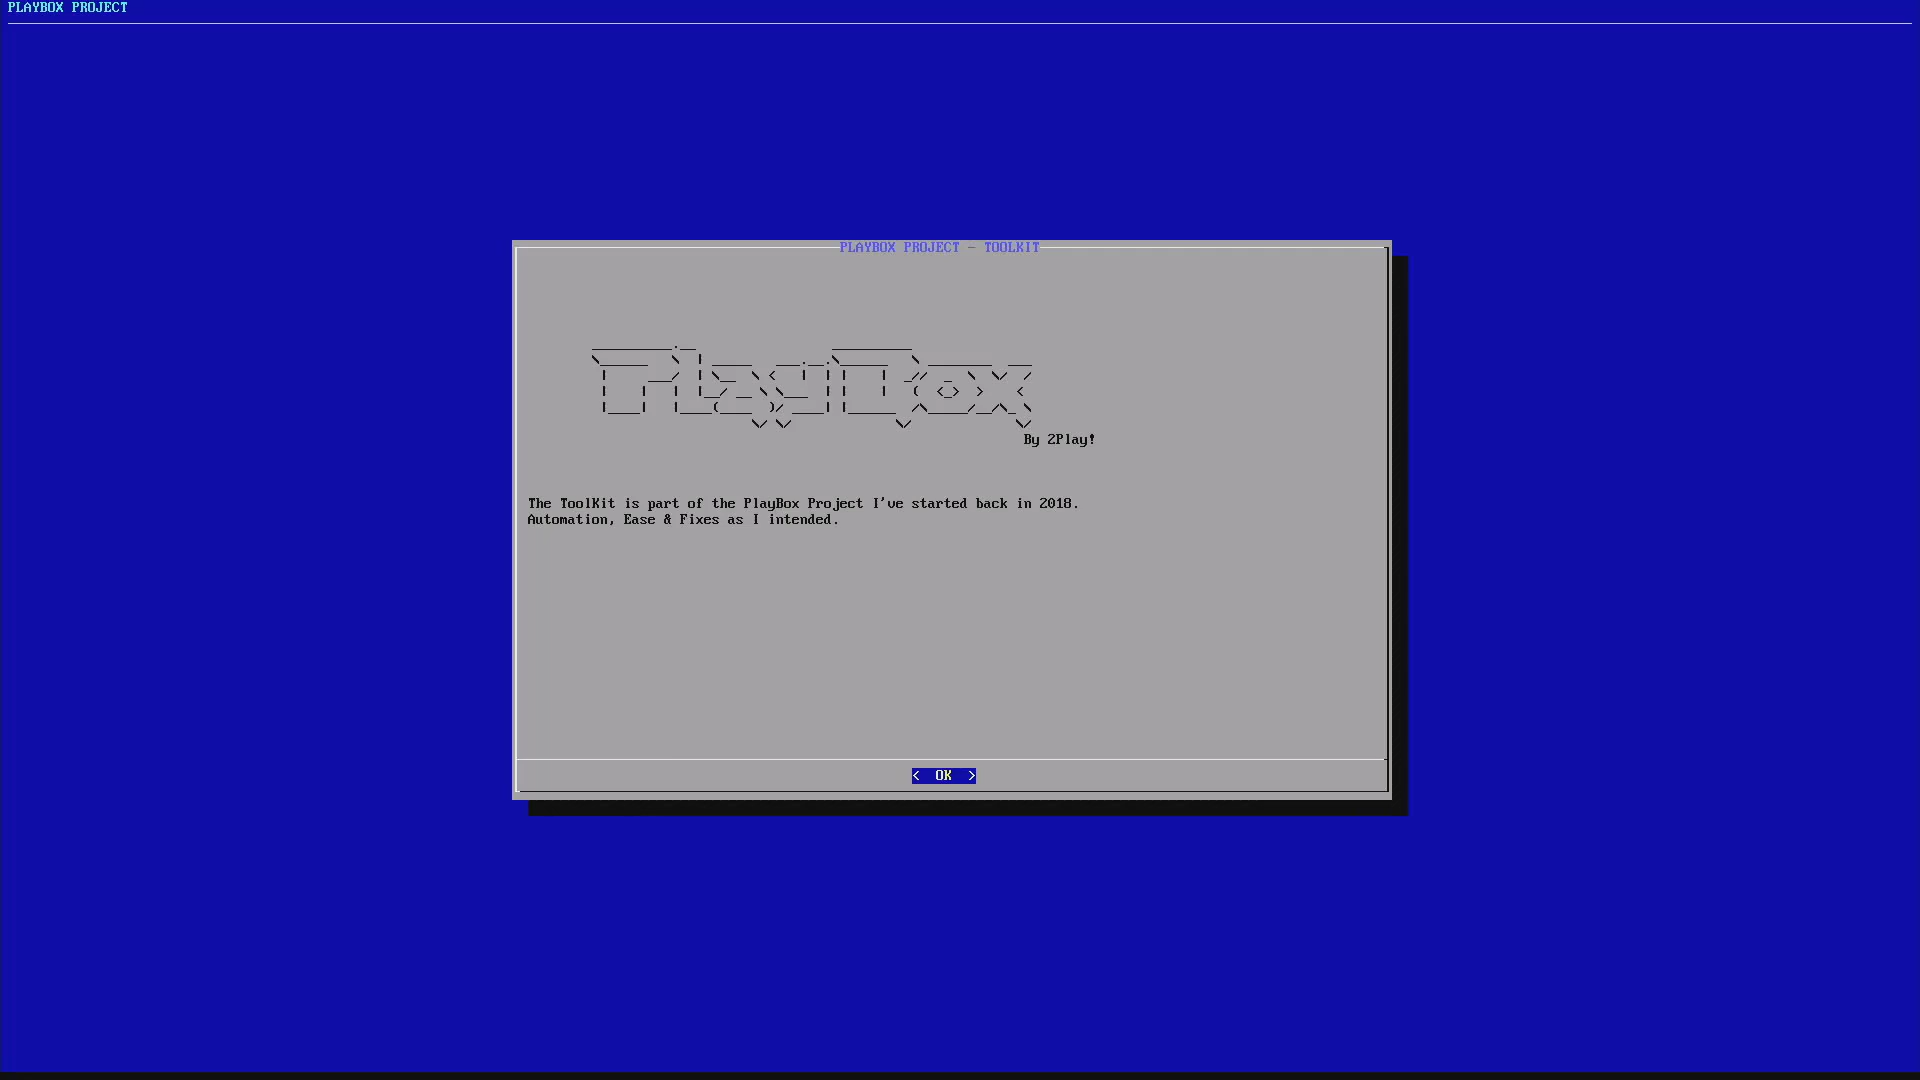 PLAYBOX PROJECT
PLAYBOX PROJECT - TOOLKIT
PlayBox
By 2Play!
The ToolKit is part of the PlayBox Project I've started back in 2018.
Automation, Ease & Fixes as I intended.
< OK >